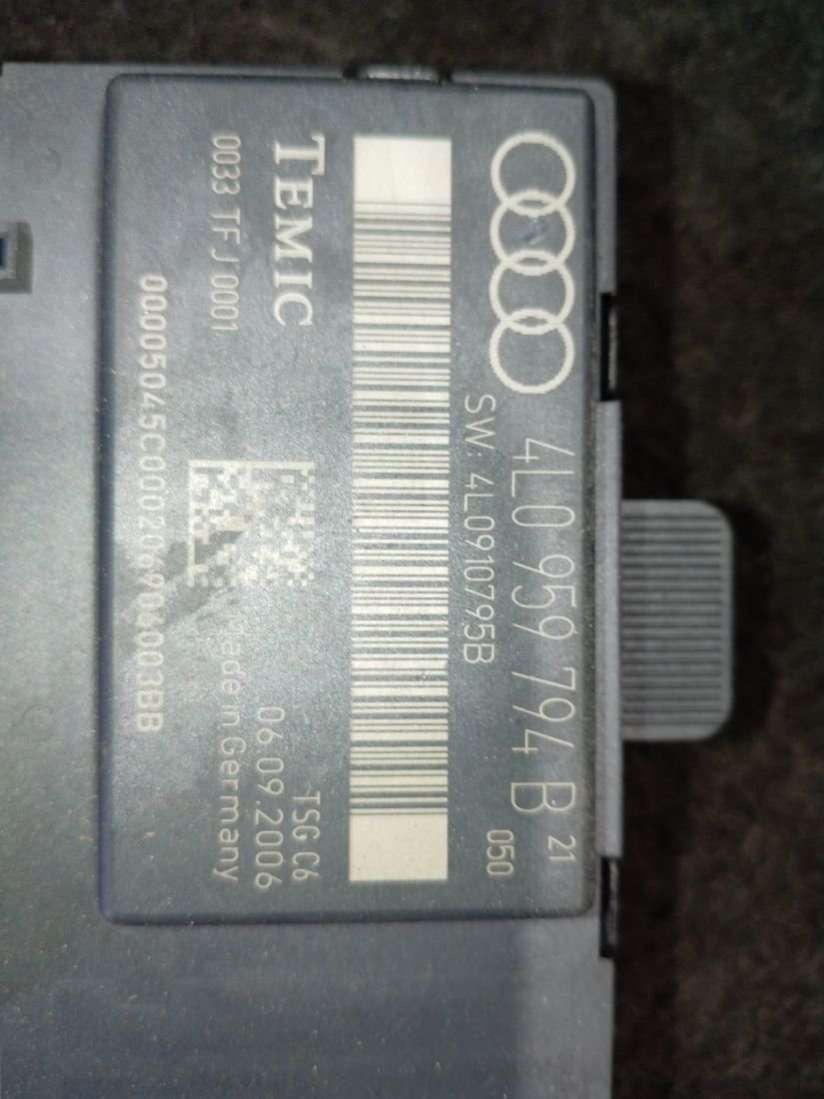 4L0 959 794 B 21
SW: 4L0910795B 050
TEMIC
TSG C6
0033 TFJ 0001
06.09.2006
Made in Germany